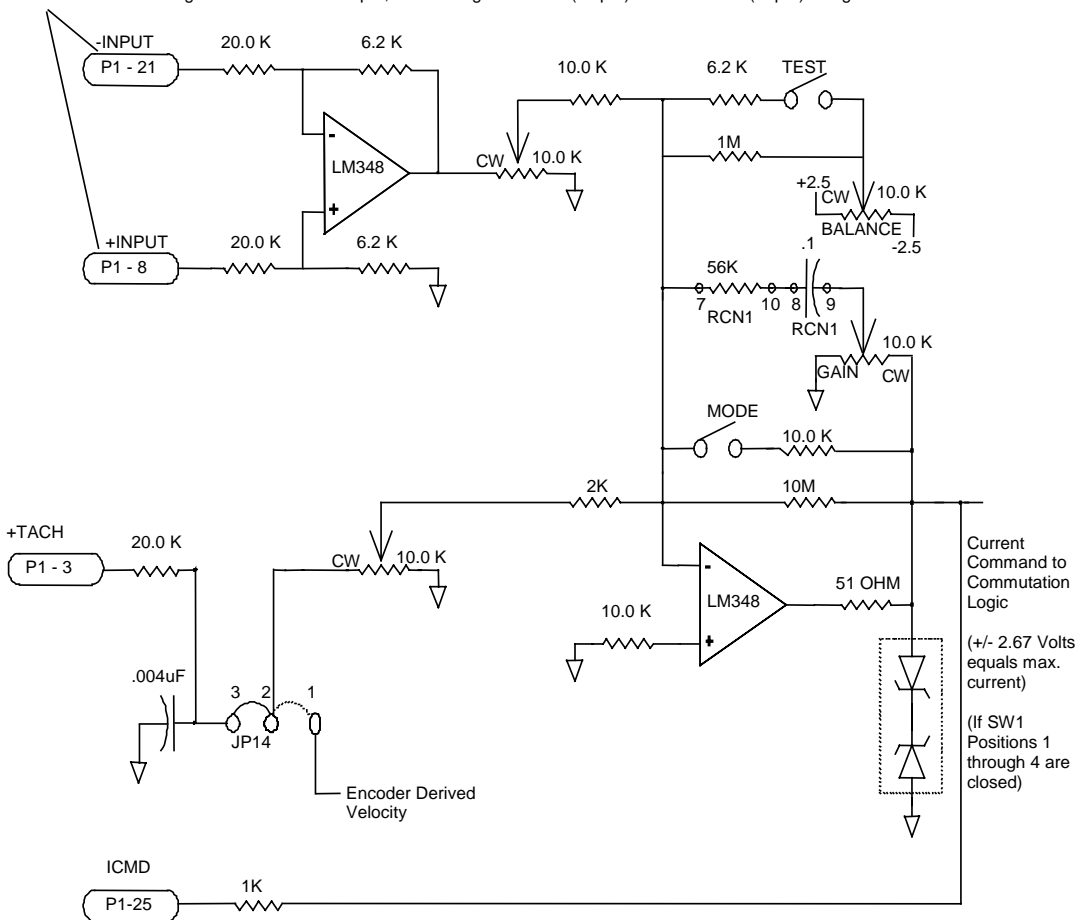 -INPUT
P1 - 21
20.0 K
6.2 K
-
+
LM348
+INPUT
P1 - 8
20.0 K
6.2 K
CW
10.0 K
10.0 K
6.2 K
TEST
1M
+2.5
CW
10.0 K
BALANCE
-2.5
.1
56K
7
10
8
9
RCN1
RCN1
10.0 K
GAIN
CW
MODE
10.0 K
2K
10M
+TACH
P1 - 3
20.0 K
CW
10.0 K
10.0 K
-
+
LM348
51 OHM
Current
Command to
Commutation
Logic
(+/- 2.67 Volts
equals max.
current)
(If SW1
Positions 1
through 4 are
closed)
.004uF
3
2
1
JP14
Encoder Derived
Velocity
ICMD
P1-25
1K